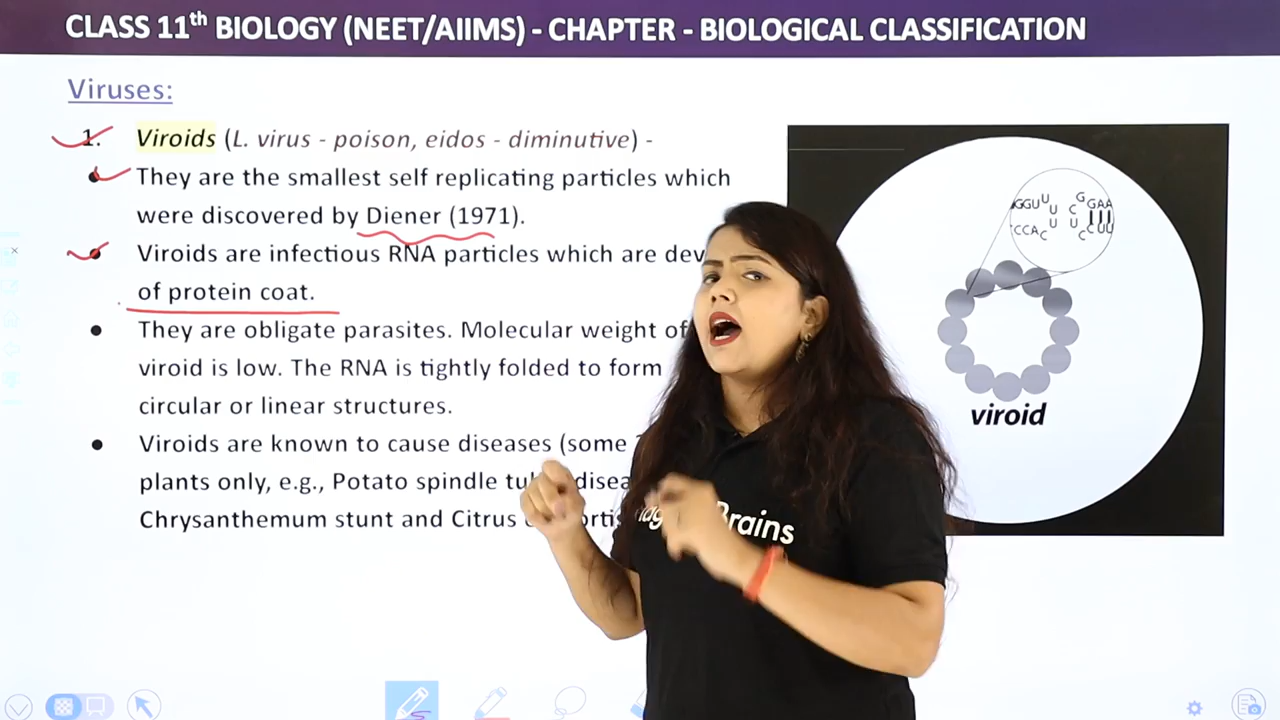 CLASS 11th BIOLOGY (NEET/AIIMS) - CHAPTER - BIOLOGICAL CLASSIFICATION
Viruses:
1. Viroids (L. virus - poison, eidos - diminutive) -
• They are the smallest self replicating particles which
were discovered by Diener (1971).
• Viroids are infectious RNA particles which are dev
of protein coat.
• They are obligate parasites. Molecular weight of
viroid is low. The RNA is tightly folded to form
circular or linear structures.
• Viroids are known to cause diseases (some
plants only, e.g., Potato spindle
Chrysanthemum stunt and Citrus
viroid
Brains